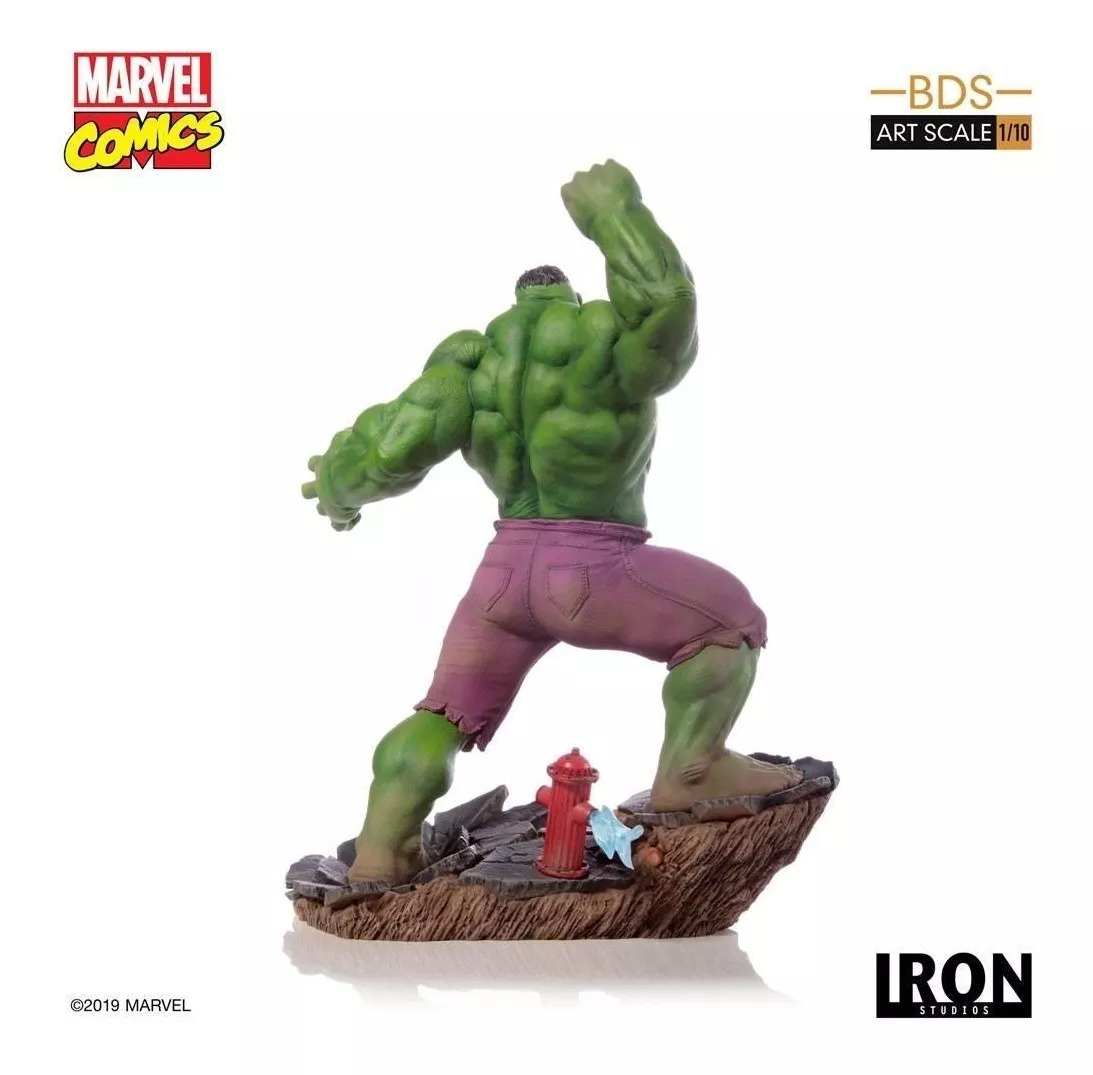 MARVEL
COMICS
—BDS—
ART SCALE 1/10
©2019 MARVEL
IRON
STUDIOS